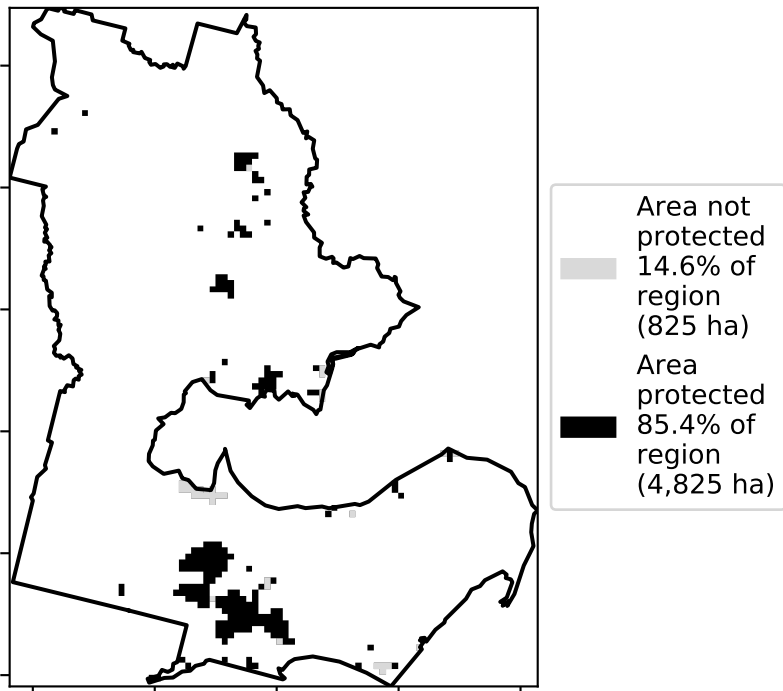 Area not
protected
14.6% of
region
(825 ha)
Area
protected
85.4% of
region
(4,825 ha)